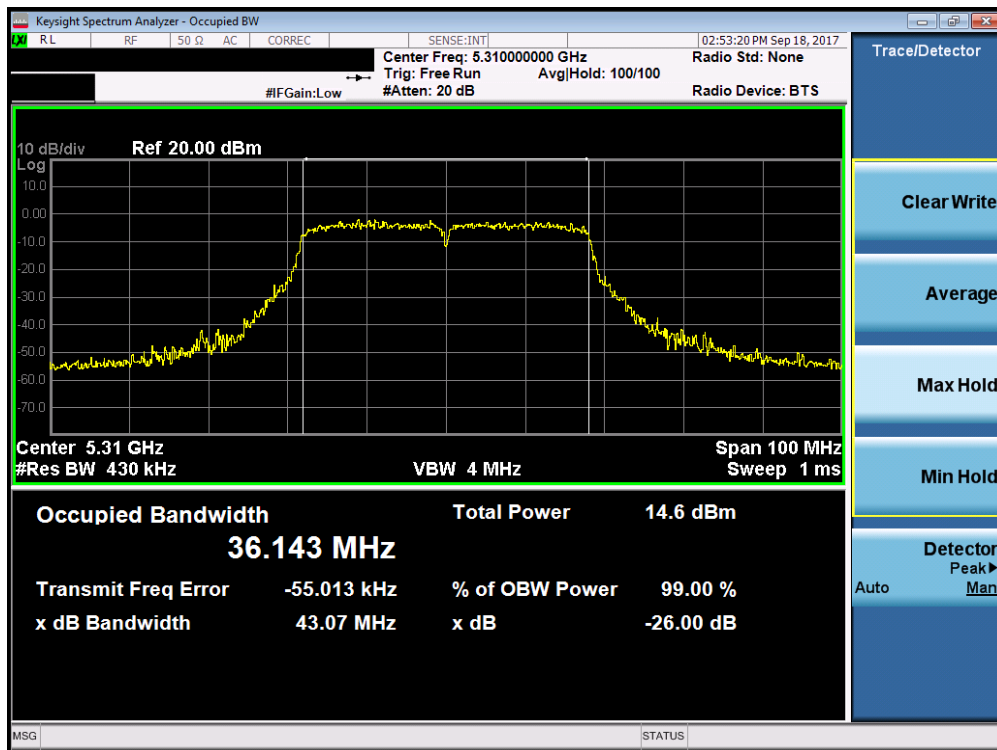 Keysight Spectrum Analyzer - Occupied BW
LXI RL RF 50 Ω AC CORREC SENSE:INT 02:53:20 PM Sep 18, 2017
Center Freq: 5.310000000 GHz Radio Std: None
Trig: Free Run Avg|Hold: 100/100
#IFGain:Low #Atten: 20 dB Radio Device: BTS
10 dB/div Ref 20.00 dBm
Log
10.0
0.00
-10.0
-20.0
-30.0
-40.0
-50.0
-60.0
-70.0
Center 5.31 GHz Span 100 MHz
#Res BW 430 kHz VBW 4 MHz Sweep 1 ms
Occupied Bandwidth Total Power 14.6 dBm
36.143 MHz
Transmit Freq Error -55.013 kHz % of OBW Power 99.00 %
x dB Bandwidth 43.07 MHz x dB -26.00 dB
MSG STATUS
Trace/Detector
Clear Write
Average
Max Hold
Min Hold
Detector
Peak▶
Auto Man